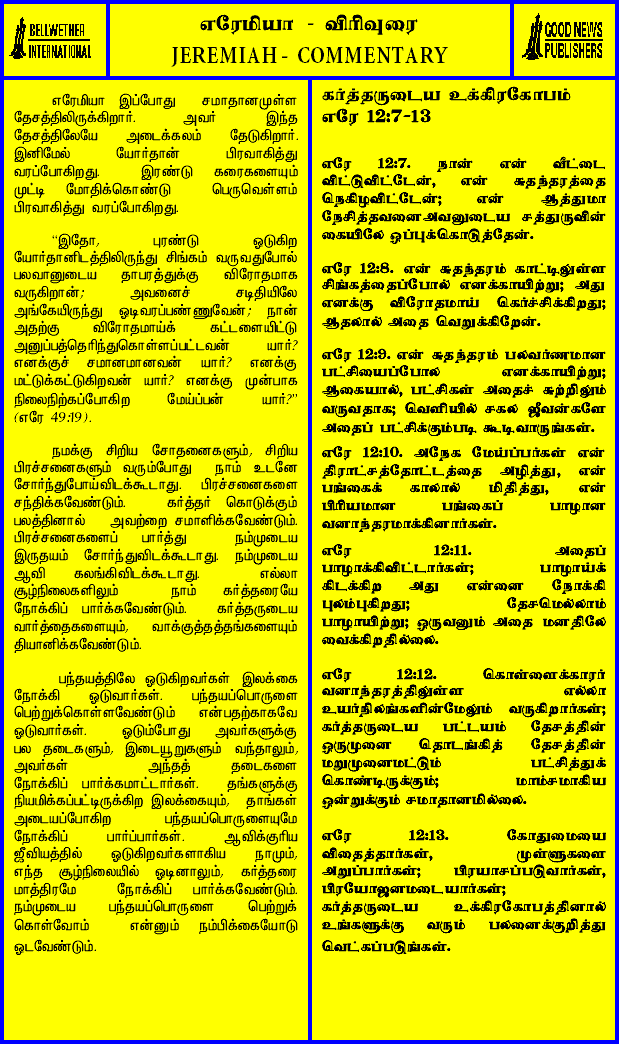 BELLWETHER
INTERNATIONAL
எரேமியா - விரிவுரை
JEREMIAH - COMMENTARY
GOOD NEWS
PUBLISHERS
எரேமியா இப்போது சமாதானமுள்ள
தேசத்திலிருக்கிறார். அவர் இந்த
தேசத்திலேயே அடைக்கலம் தேடுகிறார்.
இனிமேல் யோர்தான் பிரவாகித்து
வரப்போகிறது. இரண்டு கரைகளையும்
முட்டி மோதிக்கொண்டு பெருவெள்ளம்
பிரவாகித்து வரப்போகிறது.
“இதோ, புரண்டு ஓடுகிற
யோர்தானிடத்திலிருந்து சிங்கம் வருவதுபோல்
பலவானுடைய தாபரத்துக்கு விரோதமாக
வருகிறான்; அவனைச் சடிதியிலே
அங்கேயிருந்து ஓடிவரப்பண்ணுவேன்; நான்
அதற்கு விரோதமாய்க் கட்டளையிட்டு
அனுப்பத்தெரிந்துகொள்ளப்பட்டவன் யார்?
எனக்குச் சமானமானவன் யார்? எனக்கு
மட்டுக்கட்டுகிறவன் யார்? எனக்கு முன்பாக
நிலைநிற்கப்போகிற மேய்ப்பன் யார்?”
(எரே 49:19).
நமக்கு சிறிய சோதனைகளும், சிறிய
பிரச்சனைகளும் வரும்போது நாம் உடனே
சோர்ந்துபோய்விடக்கூடாது. பிரச்சனைகளை
சந்திக்கவேண்டும். கர்த்தர் கொடுக்கும்
பலத்தினால் அவற்றை சமாளிக்கவேண்டும்.
பிரச்சனைகளைப் பார்த்து நம்முடைய
இருதயம் சோர்ந்துவிடக்கூடாது. நம்முடைய
ஆவி கலங்கிவிடக்கூடாது. எல்லா
சூழ்நிலைகளிலும் நாம் கர்த்தரையே
நோக்கிப் பார்க்கவேண்டும். கர்த்தருடைய
வார்த்தைகளையும், வாக்குத்தத்தங்களையும்
தியானிக்கவேண்டும்.
பந்தயத்திலே ஓடுகிறவர்கள் இலக்கை
நோக்கி ஓடுவார்கள். பந்தயப்பொருளை
பெற்றுக்கொள்ளவேண்டும் என்பதற்காகவே
ஓடுவார்கள். ஓடும்போது அவர்களுக்கு
பல தடைகளும், இடையூறுகளும் வந்தாலும்,
அவர்கள் அந்தத் தடைகளை
நோக்கிப் பார்க்கமாட்டார்கள். தங்களுக்கு
நியமிக்கப்பட்டிருக்கிற இலக்கையும், தாங்கள்
அடையப்போகிற பந்தயப்பொருளையுமே
நோக்கிப் பார்ப்பார்கள். ஆவிக்குரிய
ஜீவியத்தில் ஓடுகிறவர்களாகிய நாமும்,
எந்த சூழ்நிலையில் ஓடினாலும், கர்த்தரை
மாத்திரமே நோக்கிப் பார்க்கவேண்டும்.
நம்முடைய பந்தயப்பொருளை பெற்றுக்
கொள்வோம் என்னும் நம்பிக்கையோடு
ஓடவேண்டும்.
கர்த்தருடைய உக்கிரகோபம்
எரே 12:7-13
எரே 12:7. நான் என் வீட்டை
விட்டுவிட்டேன், என் சுதந்தரத்தை
நெகிழவிட்டேன்; என் ஆத்துமா
நேசித்தவனைஅவனுடைய சத்துருவின்
கையிலே ஒப்புக்கொடுத்தேன்.
எரே 12:8. என் சுதந்தரம் காட்டிலுள்ள
சிங்கத்தைப்போல் எனக்காயிற்று; அது
எனக்கு விரோதமாய் கெர்ச்சிக்கிறது;
ஆதலால் அதை வெறுக்கிறேன்.
எரே 12:9. என் சுதந்தரம் பலவர்ணமான
பட்சியைப்போல் எனக்காயிற்று;
ஆகையால், பட்சிகள் அதைச் சுற்றிலும்
வருவதாக; வெளியில் சகல ஜீவன்களே
அதைப் பட்சிக்கும்படி கூடிவாருங்கள்.
எரே 12:10. அநேக மேய்ப்பர்கள் என்
திராட்சத்தோட்டத்தை அழித்து, என்
பங்கைக் காலால் மிதித்து, என்
பிரியமான பங்கைப் பாழான
வனாந்தரமாக்கினார்கள்.
எரே 12:11. அதைப்
பாழாக்கிவிட்டார்கள்; பாழாய்க்
கிடக்கிற அது என்னை நோக்கி
புலம்புகிறது; தேசமெல்லாம்
பாழாயிற்று; ஒருவனும் அதை மனதிலே
வைக்கிறதில்லை.
எரே 12:12. கொள்ளைக்காரர்
வனாந்தரத்திலுள்ள எல்லா
உயர்நிலங்களின்மேலும் வருகிறார்கள்;
கர்த்தருடைய பட்டயம் தேசத்தின்
ஒருமுனை தொடங்கித் தேசத்தின்
மறுமுனைமட்டும் பட்சித்துக்
கொண்டிருக்கும்; மாம்சமாகிய
ஒன்றுக்கும் சமாதானமில்லை.
எரே 12:13. கோதுமையை
விதைத்தார்கள், முள்ளுகளை
அறுப்பார்கள்; பிரயாசப்படுவார்கள்,
பிரயோஜனமடையார்கள்;
கர்த்தருடைய உக்கிரகோபத்தினால்
உங்களுக்கு வரும் பலனைக்குறித்து
வெட்கப்படுங்கள்.